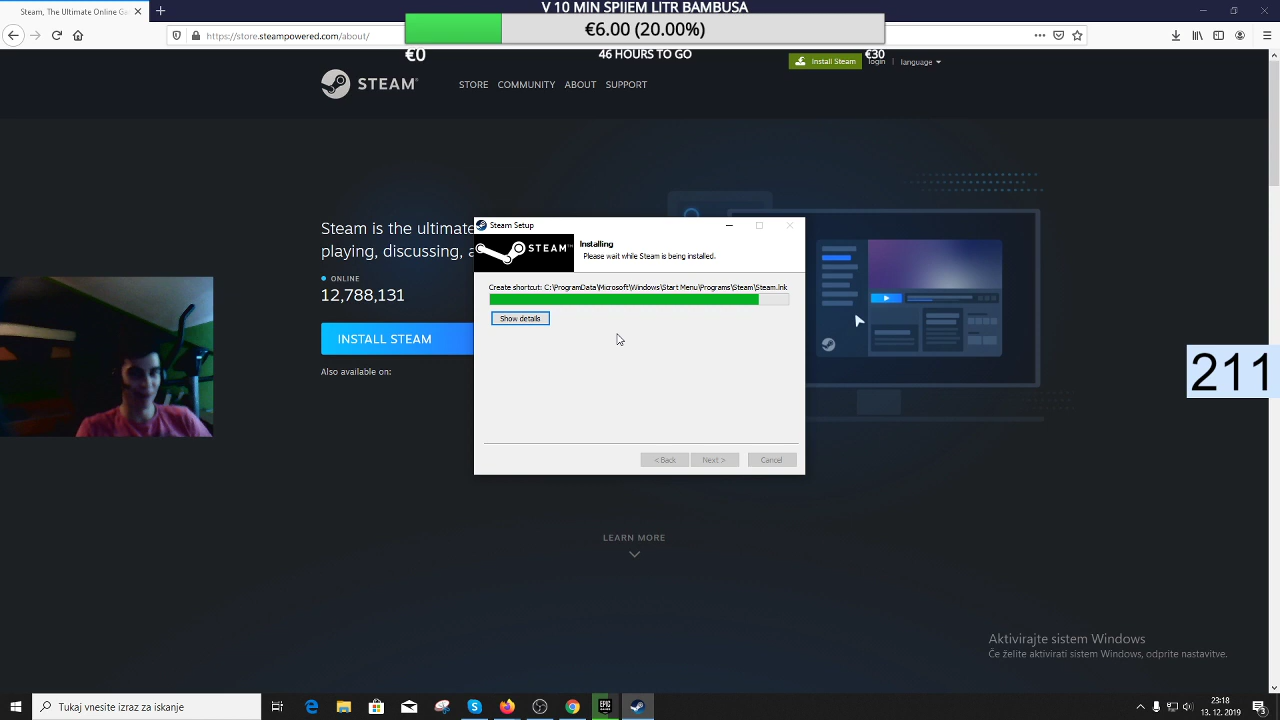 V 10 MIN SPIJEM LITR BAMBUSA
Steam, The Ultimate Online Ga
€6.00 (20.00%)
https://store.steampowered.com/about/
€0
46 HOURS TO GO
€30
Install Steam
login | language
STEAM®
STORE COMMUNITY ABOUT SUPPORT
Steam is the ultimate
playing, discussing, a
ONLINE
12,788,131
INSTALL STEAM
Also available on:
Steam Setup
STEAM™
Installing
Please wait while Steam is being installed.
Create shortcut: C:\ProgramData\Microsoft\Windows\Start Menu\Programs\Steam\Steam.lnk
Show details
< Back
Next >
Cancel
211
LEARN MORE
Aktivirajte sistem Windows
Če želite aktivirati sistem Windows, odprite nastavitve.
Tukaj vnesite izraz za iskanje
EPIC
23:18
13. 12. 2019
3